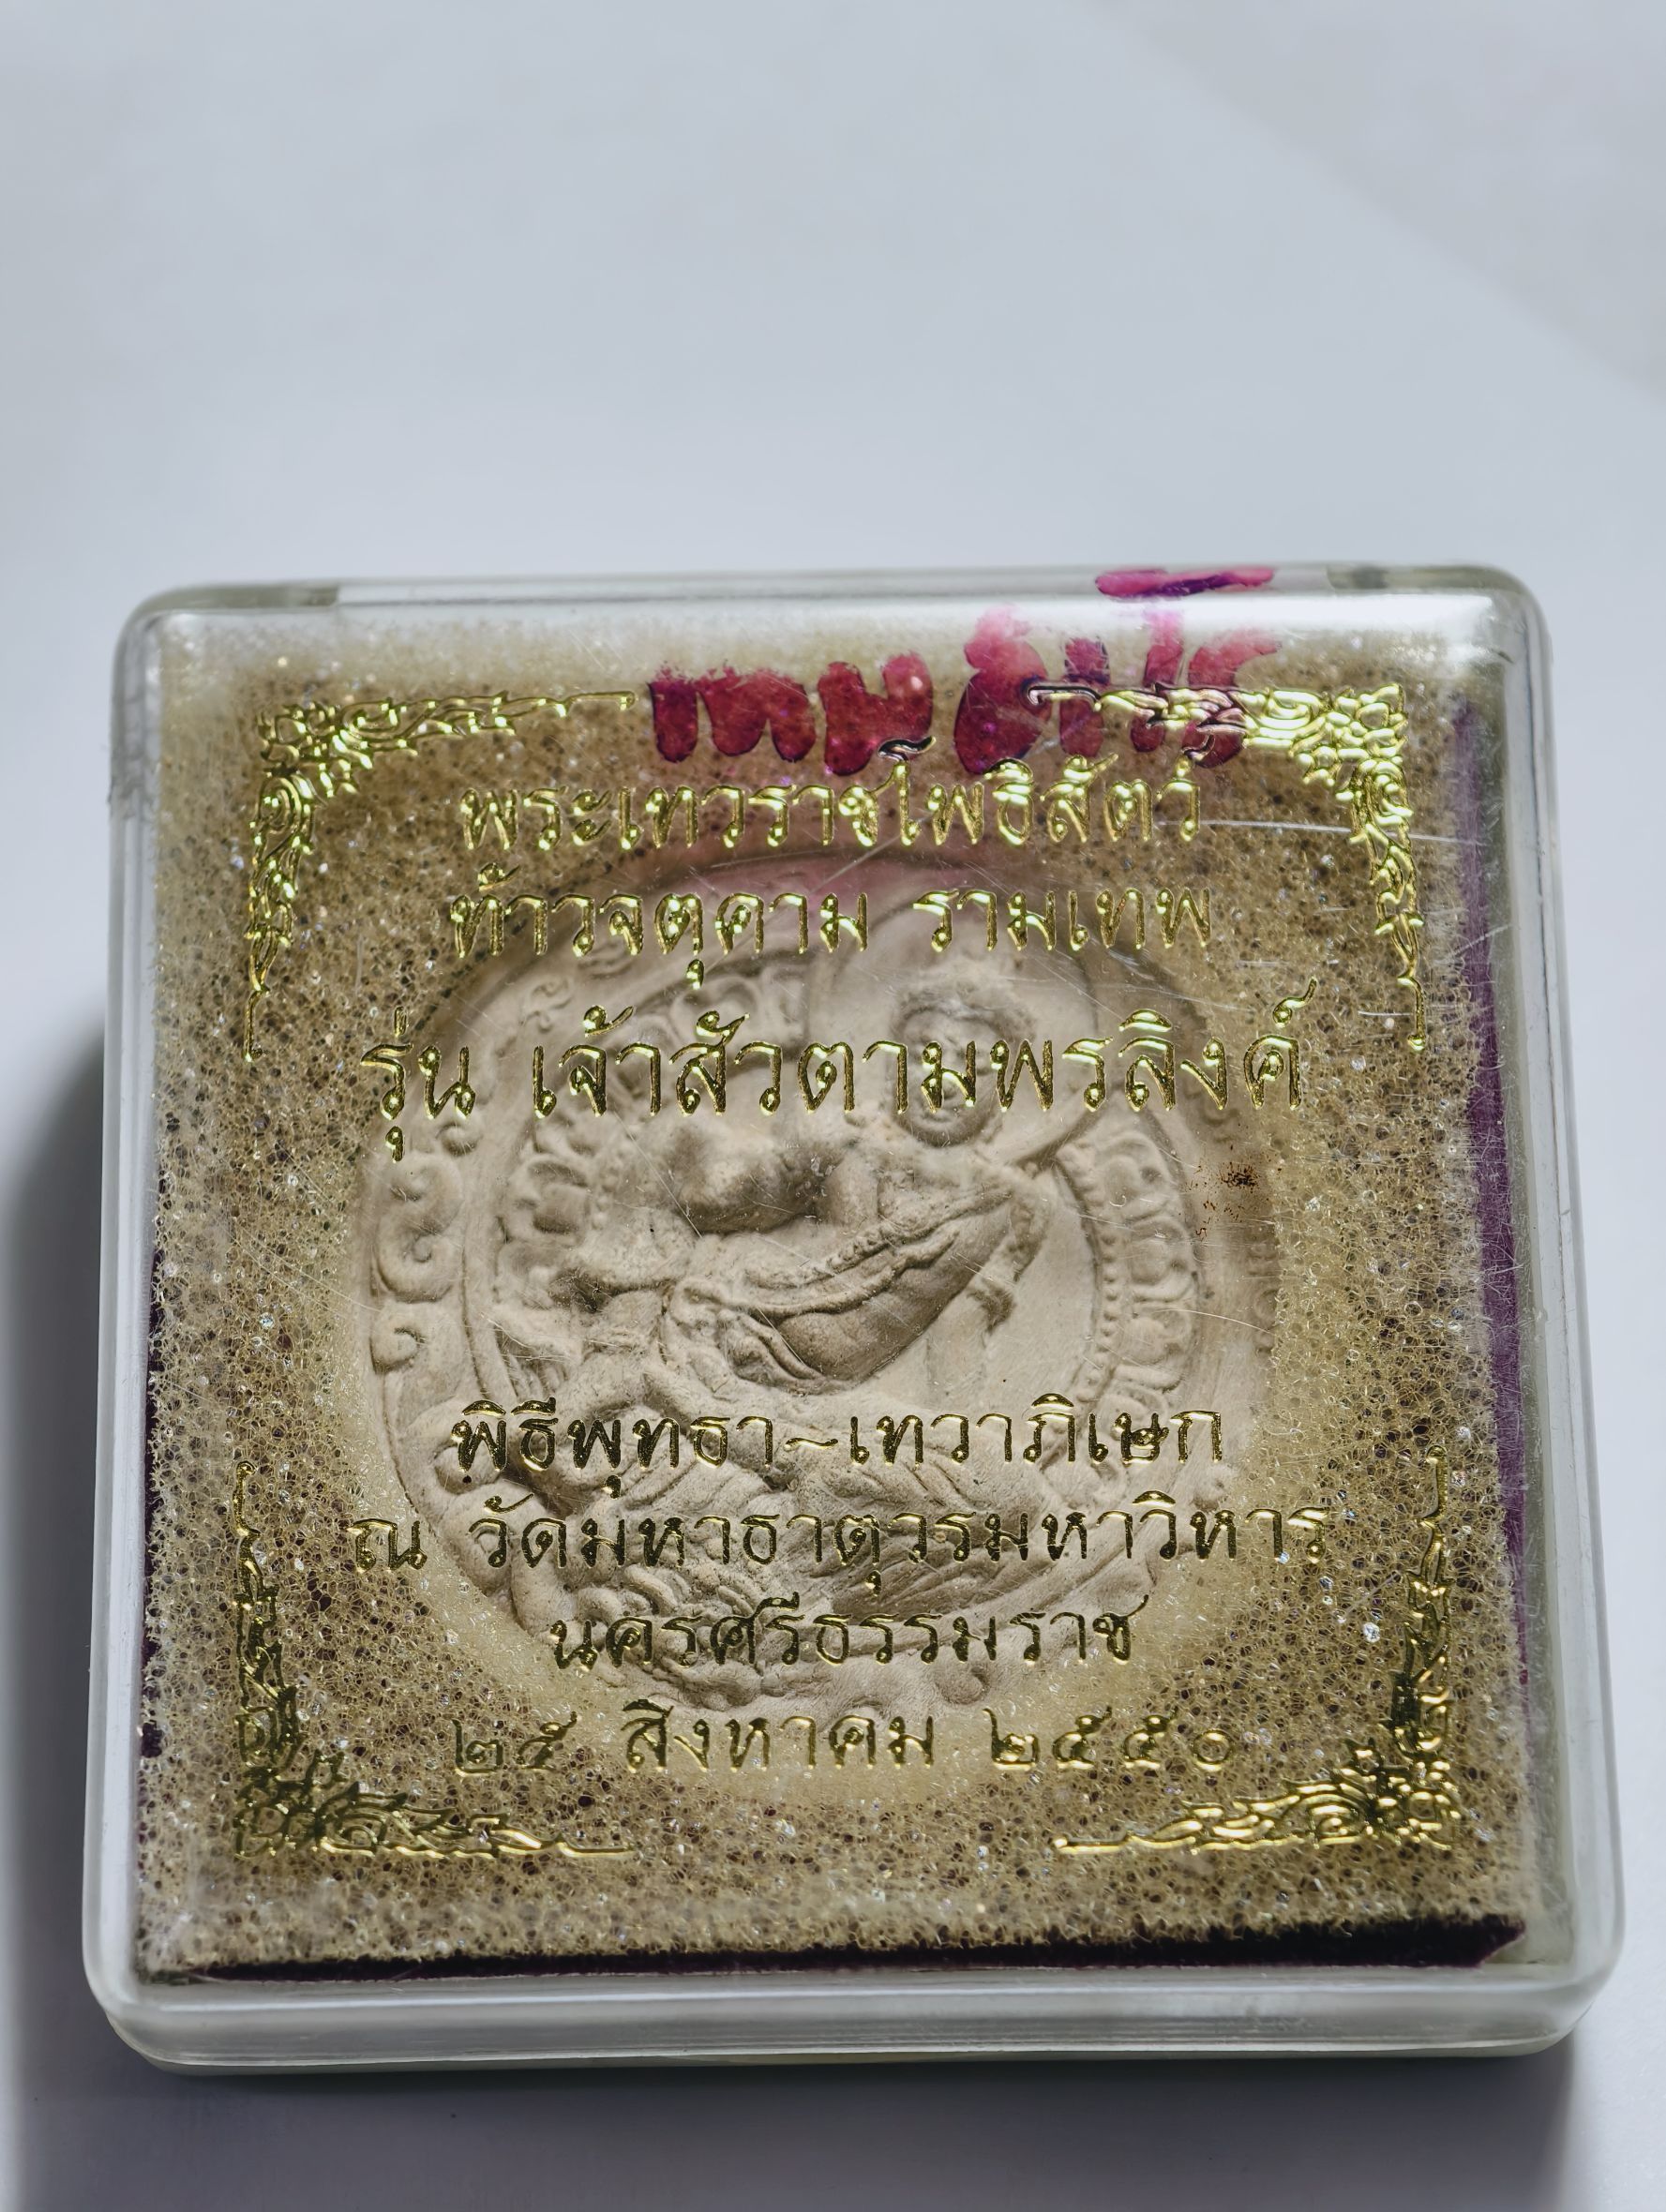 พระเทวราชโพธิสัตว์
ท้าวจตุคาม รามเทพ
รุ่น เจ้าสัวตามพรลิงค์
พิธีพุทธา~เทวาภิเษก
ณ วัดมหาธาตุวรมหาวิหาร
นครศรีธรรมราช
๒๕ สิงหาคม ๒๕๕๐